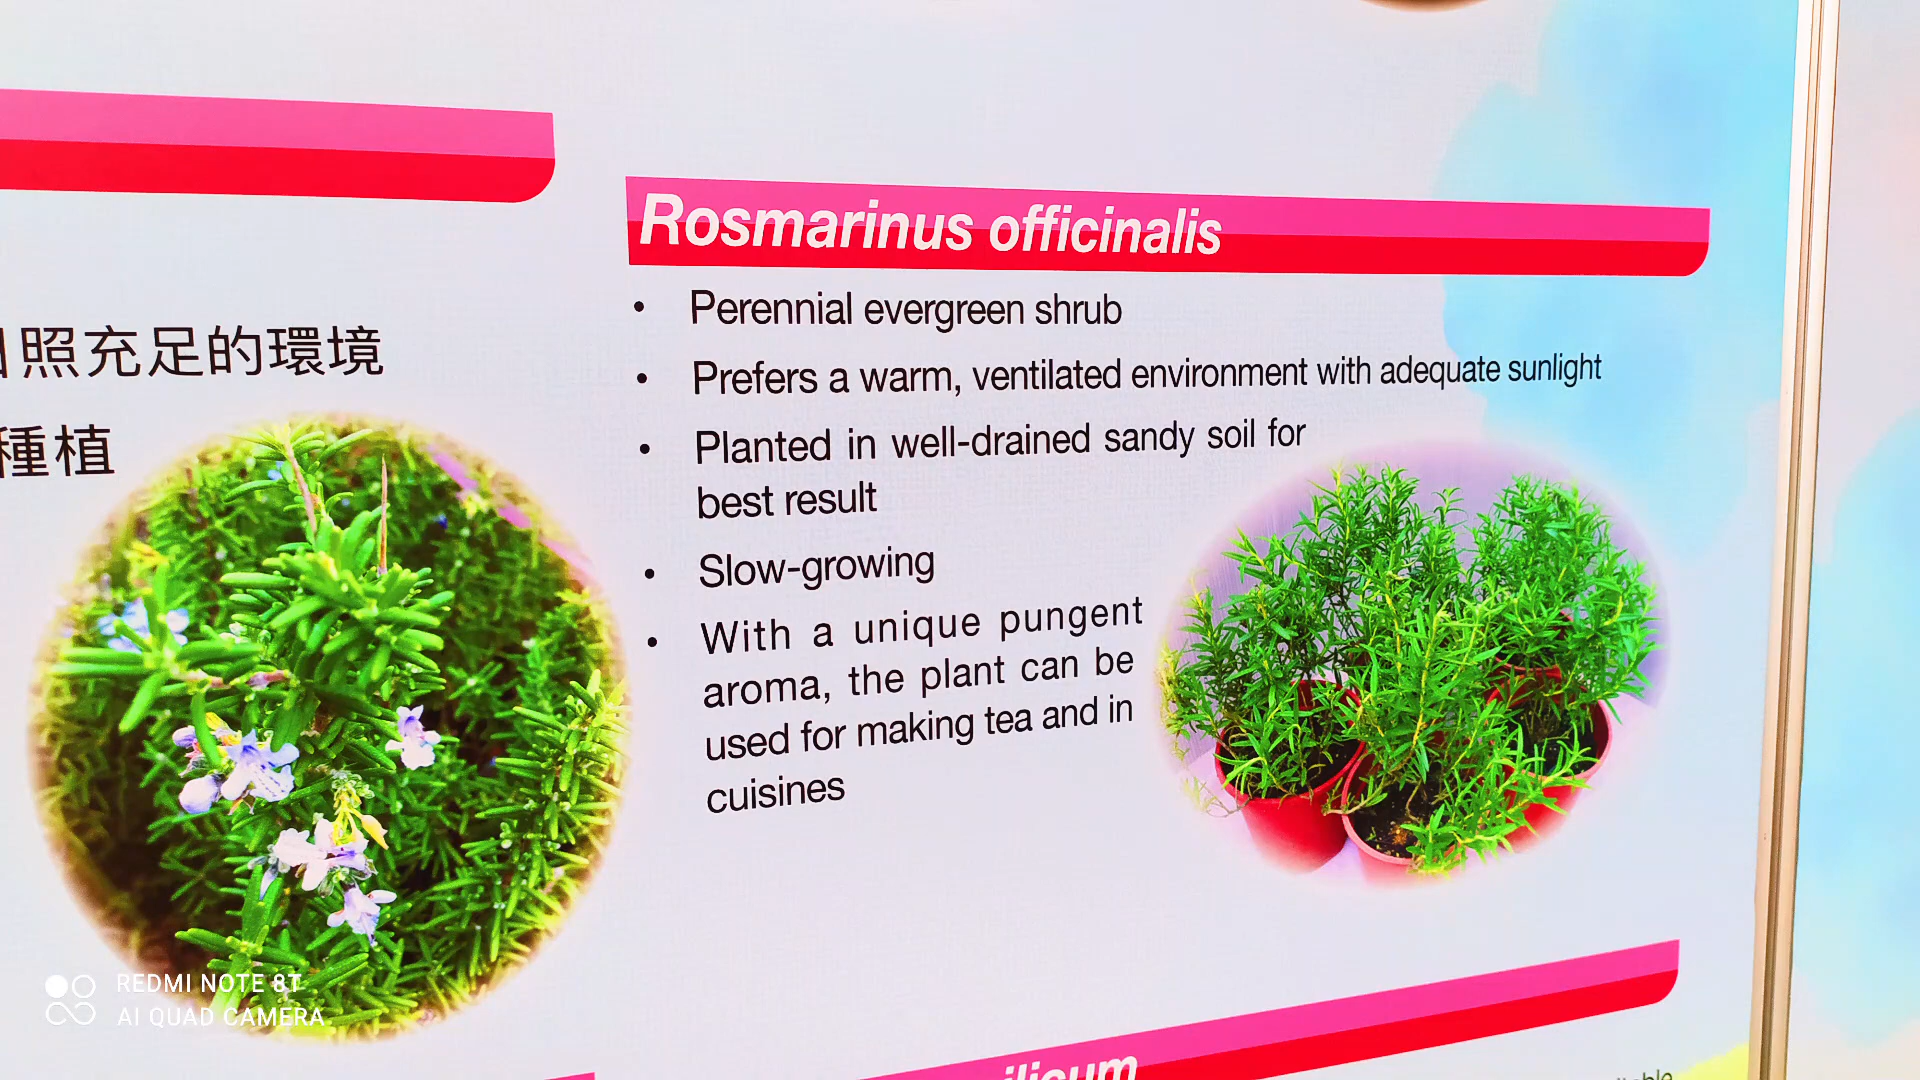 照充足的環境
種植
Rosmarinus officinalis
• Perennial evergreen shrub
• Prefers a warm, ventilated environment with adequate sunlight
• Planted in well-drained sandy soil for
best result
• Slow-growing
• With a unique pungent
aroma, the plant can be
used for making tea and in
cuisines
REDMI NOTE 8T
AI QUAD CAMERA